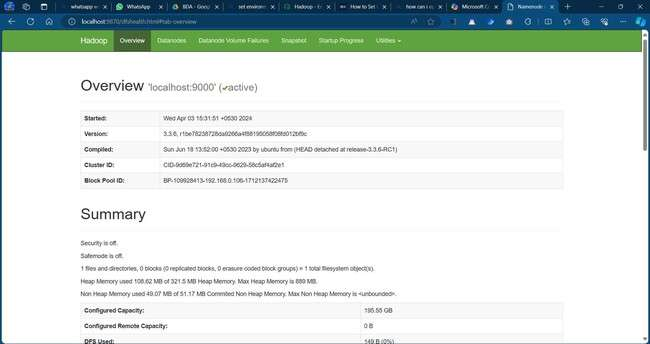 whatsapp w
WhatsApp
BDA - Goog
set environm
Hadoop - E
How to Set
how can i c
Microsoft C
Namenode
localhost:9870/dfshealth.html#tab-overview
Hadoop Overview Datanodes Datanode Volume Failures Snapshot Startup Progress Utilities
Overview 'localhost:9000' (✔active)
Started: Wed Apr 03 15:31:51 +0530 2024
Version: 3.3.6, r1be78238728da9266a4f88195058f08fd012bf9c
Compiled: Sun Jun 18 13:52:00 +0530 2023 by ubuntu from (HEAD detached at release-3.3.6-RC1)
Cluster ID: CID-9d69e721-91c9-49cc-9629-58c5af4af2e1
Block Pool ID: BP-109928413-192.168.0.106-1712137422475
Summary
Security is off.
Safemode is off.
1 files and directories, 0 blocks (0 replicated blocks, 0 erasure coded block groups) = 1 total filesystem object(s).
Heap Memory used 108.62 MB of 321.5 MB Heap Memory. Max Heap Memory is 889 MB.
Non Heap Memory used 49.07 MB of 51.17 MB Commited Non Heap Memory. Max Non Heap Memory is <unbounded>.
Configured Capacity: 195.55 GB
Configured Remote Capacity: 0 B
DFS Used: 149 B (0%)